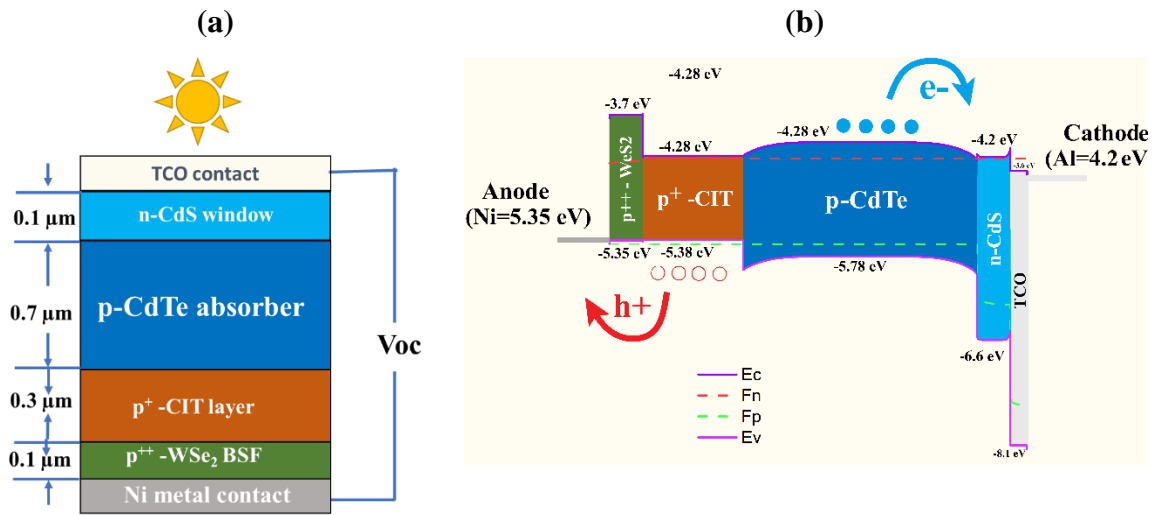 (a)
TCO contact
0.1 µm
n-CdS window
0.7 µm
p-CdTe absorber
Voc
0.3 µm
p⁺ -CIT layer
0.1 µm
p⁺⁺ -WSe₂ BSF
Ni metal contact
(b)
-4.28 eV
e-
-3.7 eV
-4.28 eV
-4.28 eV
-4.2 eV
Cathode
(Al=4.2 eV
-3.6 eV
Anode
(Ni=5.35 eV)
p⁺⁺ - WeS2
p⁺ -CIT
p-CdTe
n-CdS
TCO
-5.35 eV
-5.38 eV
-5.78 eV
h+
-6.6 eV
Ec
Fn
Fp
Ev
-8.1 eV